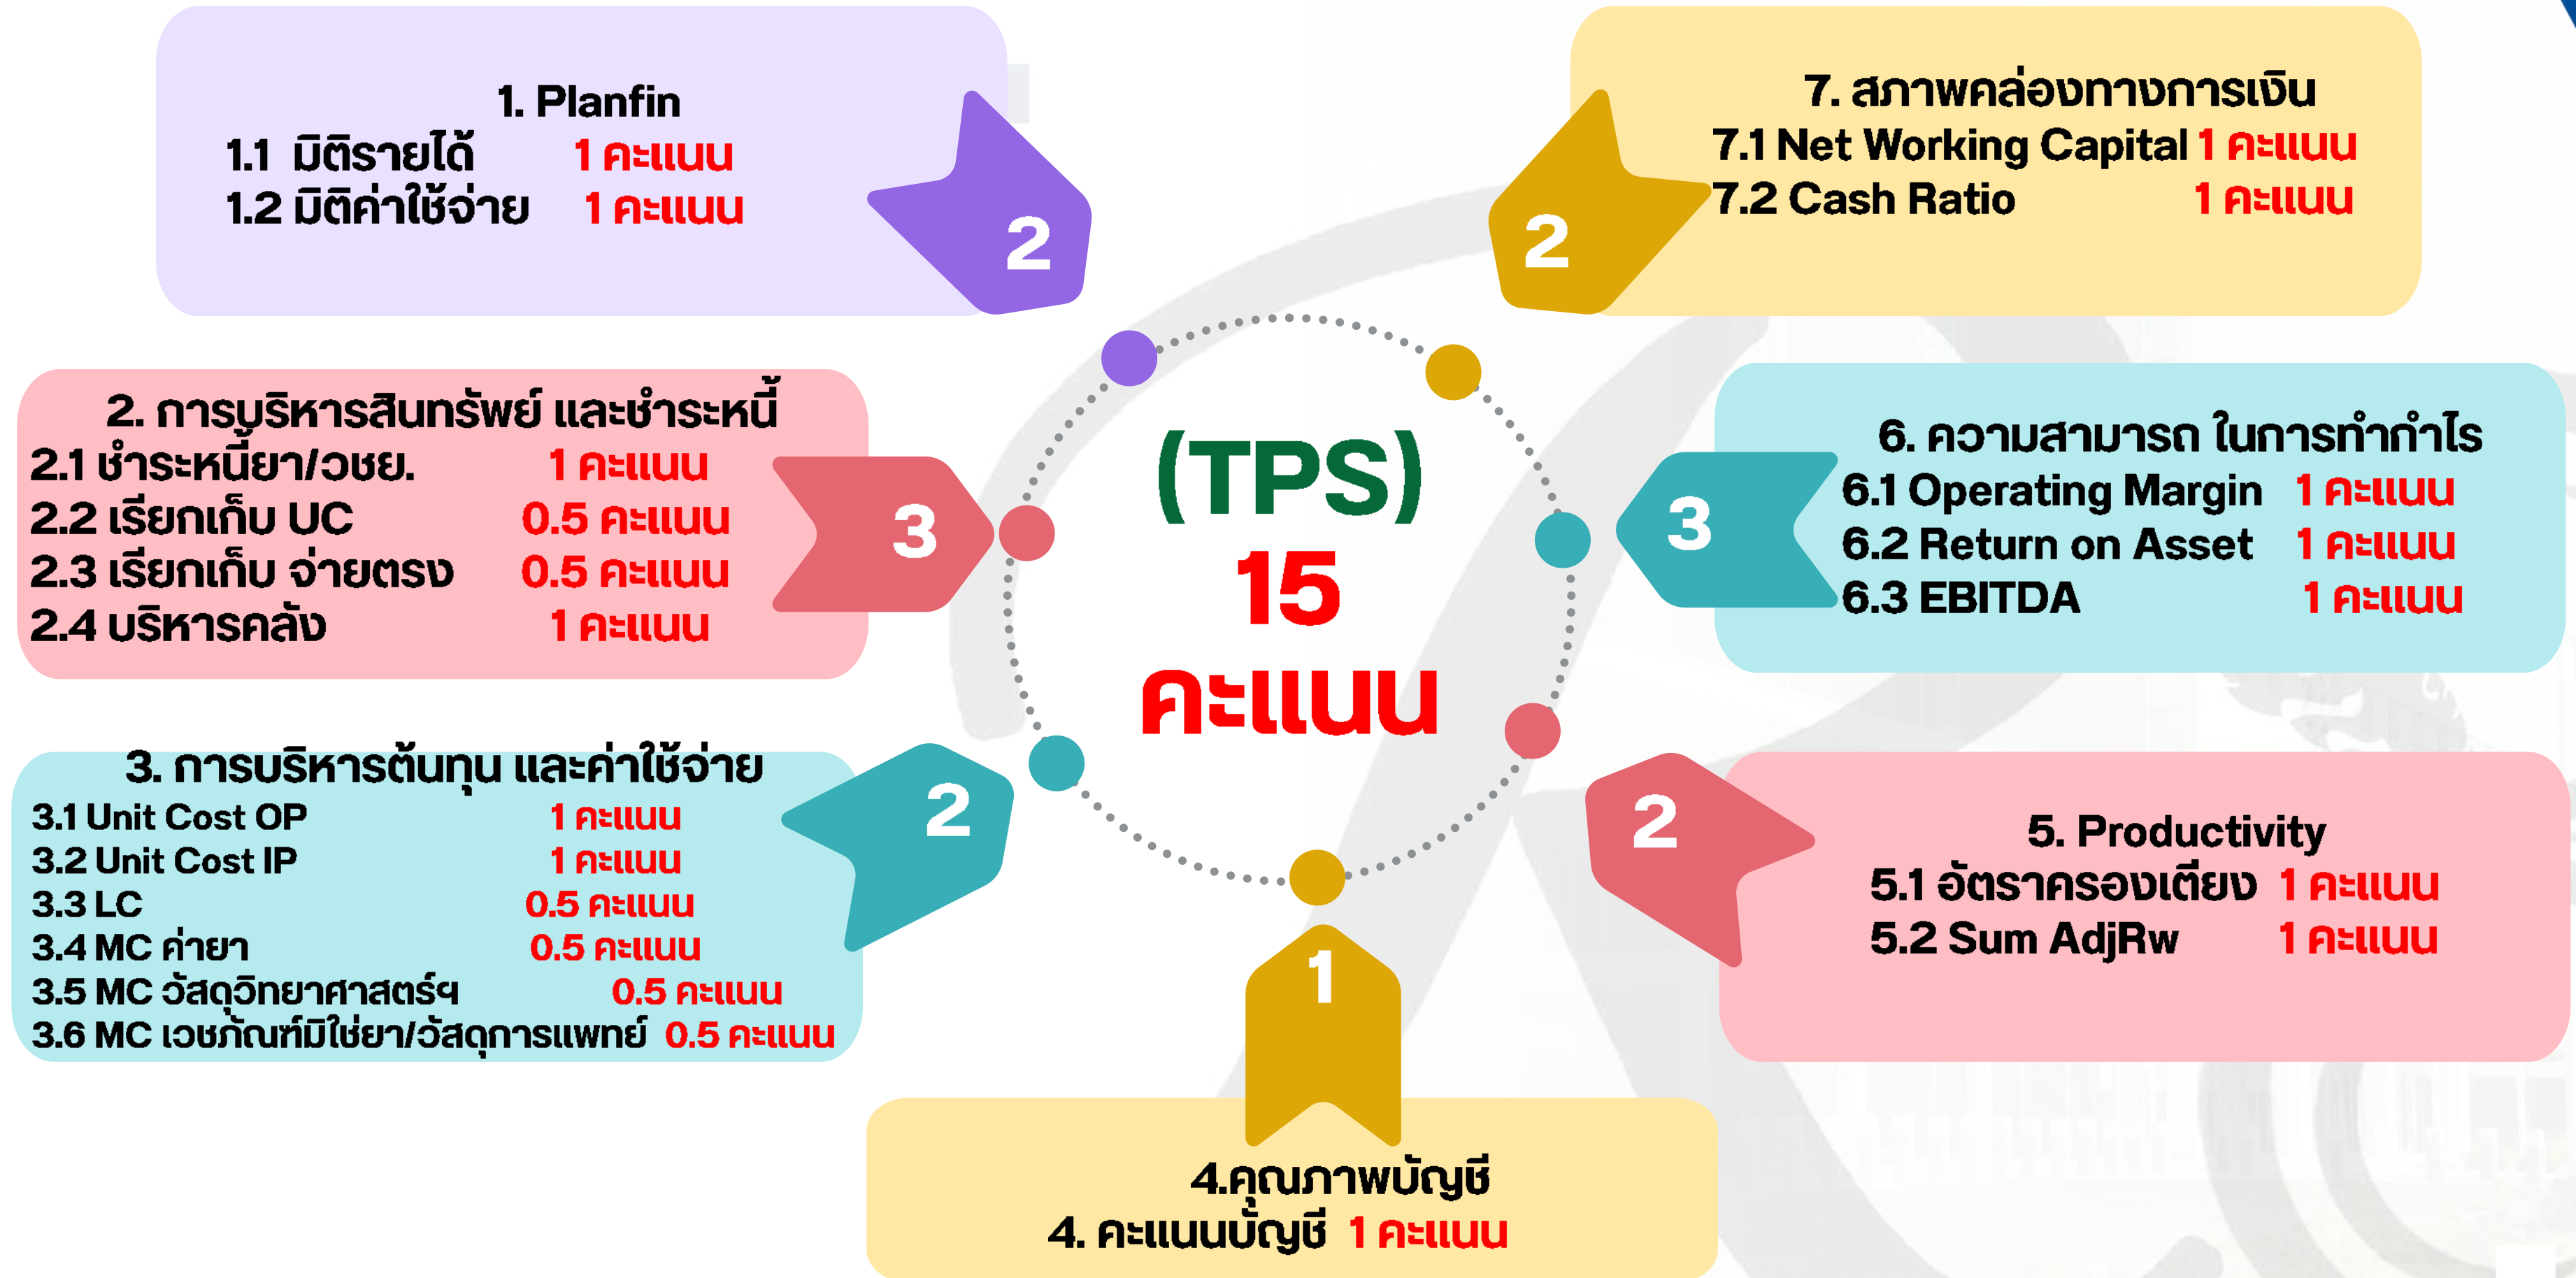 1. Planfin
1.1 มิติรายได้ 1 คะแนน
1.2 มิติค่าใช้จ่าย 1 คะแนน
2
2. การบริหารสินทรัพย์ และชำระหนี้
2.1 ชำระหนี้ยา/วชย. 1 คะแนน
2.2 เรียกเก็บ UC 0.5 คะแนน
2.3 เรียกเก็บ จ่ายตรง 0.5 คะแนน
2.4 บริหารคลัง 1 คะแนน
3
3. การบริหารต้นทุน และค่าใช้จ่าย
3.1 Unit Cost OP 1 คะแนน
3.2 Unit Cost IP 1 คะแนน
3.3 LC 0.5 คะแนน
3.4 MC ค่ายา 0.5 คะแนน
3.5 MC วัสดุวิทยาศาสตร์ฯ 0.5 คะแนน
3.6 MC เวชภัณฑ์มิใช่ยา/วัสดุการแพทย์ 0.5 คะแนน
2
(TPS)
15
คะแนน
1
4.คุณภาพบัญชี
4. คะแนนบัญชี 1 คะแนน
5. Productivity
5.1 อัตราครองเตียง 1 คะแนน
5.2 Sum AdjRw 1 คะแนน
2
6. ความสามารถ ในการทำกำไร
6.1 Operating Margin 1 คะแนน
6.2 Return on Asset 1 คะแนน
6.3 EBITDA 1 คะแนน
3
7. สภาพคล่องทางการเงิน
7.1 Net Working Capital 1 คะแนน
7.2 Cash Ratio 1 คะแนน
2